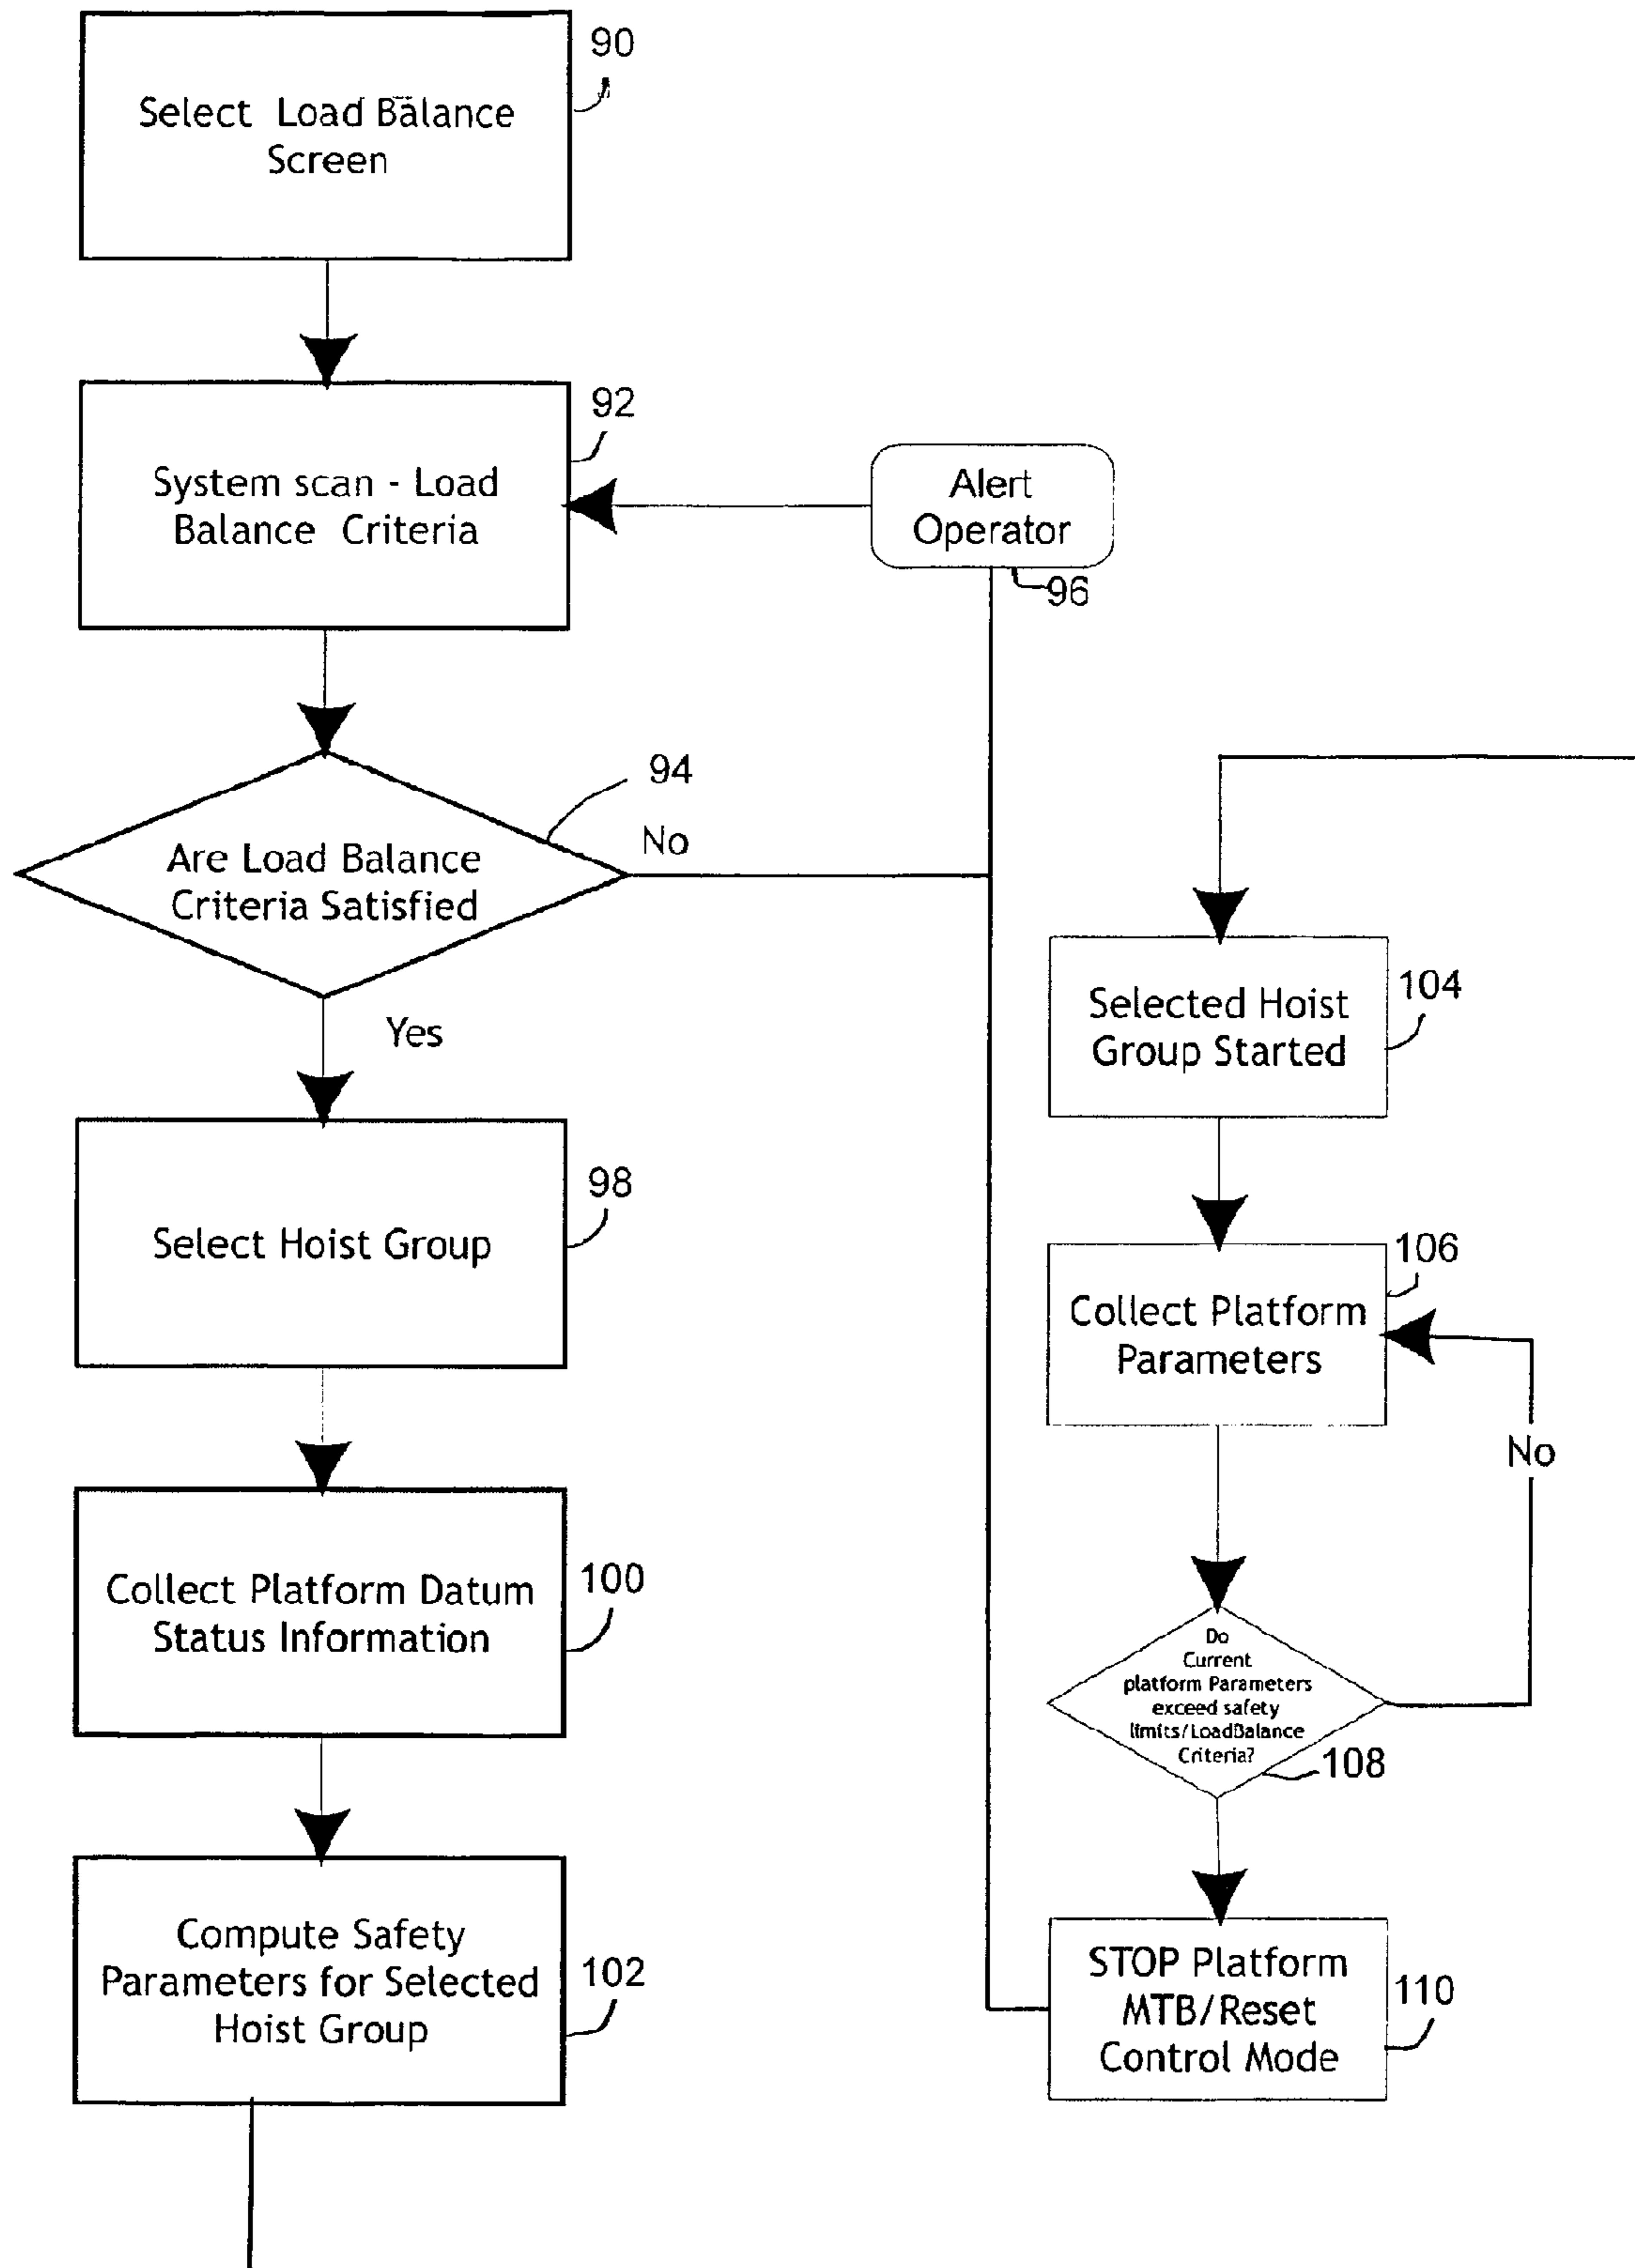 90
Select Load Balance
Screen
92
System scan - Load
Balance Criteria
Alert
Operator
96
94
Are Load Balance
Criteria Satisfied
No
Yes
98
Select Hoist Group
100
Collect Platform Datum
Status Information
Compute Safety
Parameters for Selected
Hoist Group
102
104
Selected Hoist
Group Started
106
Collect Platform
Parameters
No
Do
Current
platform Parameters
exceed safety
limits/LoadBalance
Criteria?
108
STOP Platform
MTB/Reset
Control Mode
110